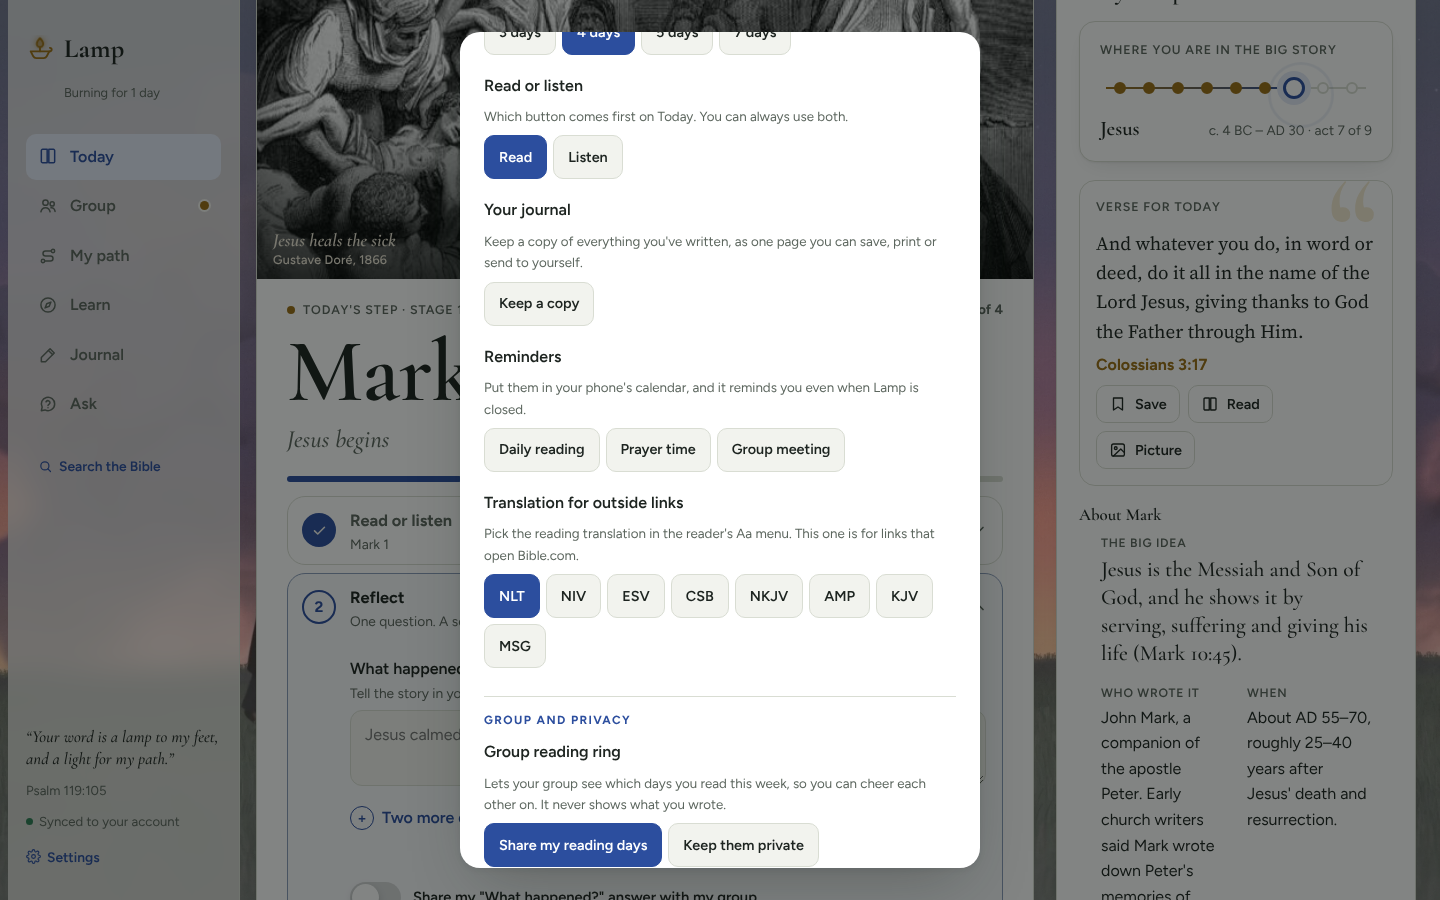 Lamp
Burning for 1 day
Today
Group
My path
Learn
Journal
Ask
Search the Bible
“Your word is a lamp to my feet,
and a light for my path.”
Psalm 119:105
Synced to your account
Settings
Jesus heals the sick
Gustave Doré, 1866
TODAY'S STEP · STAGE 1
of 4
Mark
Jesus begins
Read or listen
Mark 1
2
Reflect
One question. A
What happened
Tell the story in
Jesus calmed
+
Two more
Share my "What happened?" answer with my group
3 days
4 days
5 days
7 days
Read or listen
Which button comes first on Today. You can always use both.
Read
Listen
Your journal
Keep a copy of everything you've written, as one page you can save, print or
send to yourself.
Keep a copy
Reminders
Put them in your phone's calendar, and it reminds you even when Lamp is
closed.
Daily reading
Prayer time
Group meeting
Translation for outside links
Pick the reading translation in the reader's Aa menu. This one is for links that
open Bible.com.
NLT
NIV
ESV
CSB
NKJV
AMP
KJV
MSG
GROUP AND PRIVACY
Group reading ring
Lets your group see which days you read this week, so you can cheer each
other on. It never shows what you wrote.
Share my reading days
Keep them private
WHERE YOU ARE IN THE BIG STORY
Jesus
c. 4 BC – AD 30 · act 7 of 9
VERSE FOR TODAY
And whatever you do, in word or
deed, do it all in the name of the
Lord Jesus, giving thanks to God
the Father through Him.
Colossians 3:17
Save
Read
Picture
About Mark
THE BIG IDEA
Jesus is the Messiah and Son of
God, and he shows it by
serving, suffering and giving his
life (Mark 10:45).
WHO WROTE IT
John Mark, a
companion of
the apostle
Peter. Early
church writers
said Mark wrote
down Peter's
memories of
WHEN
About AD 55–70,
roughly 25–40
years after
Jesus' death and
resurrection.